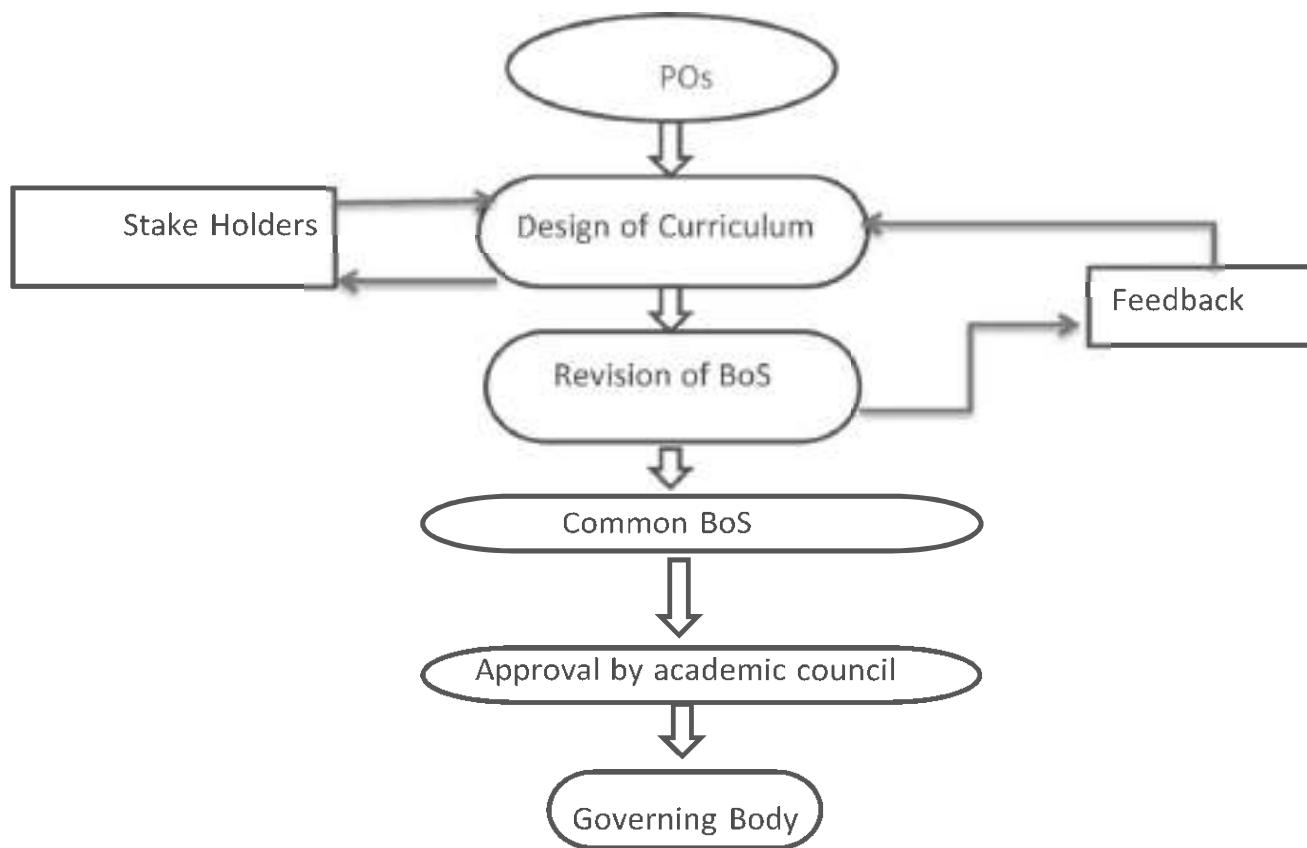 POs
Stake Holders
Design of Curriculum
Feedback
Revision of BoS
Common BoS
Approval by academic council
Governing Body